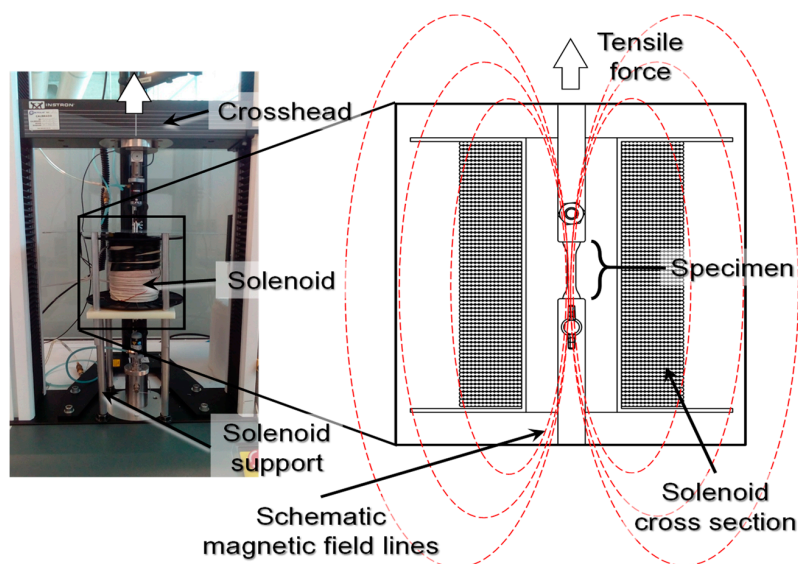 Tensile
force
INSTRON
Crosshead
Solenoid
Specimen
Solenoid
support
Schematic
magnetic field lines
Solenoid
cross section